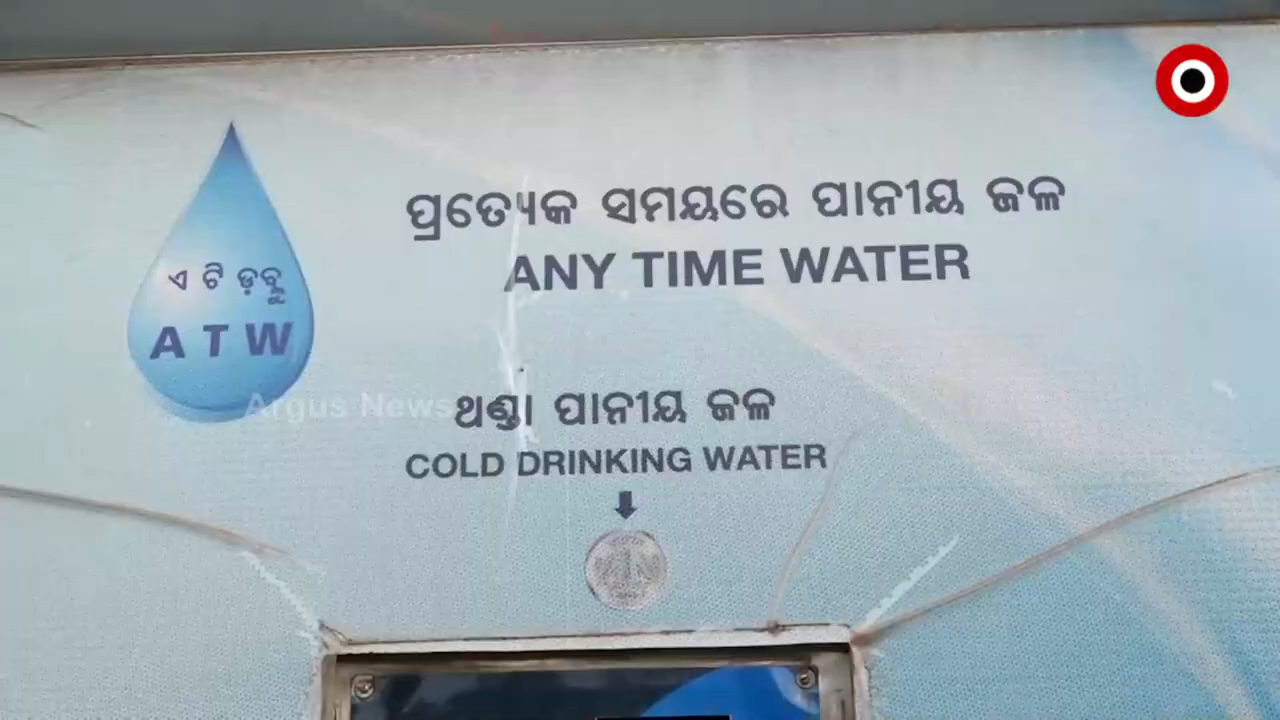 ପ୍ରତ୍ୟେକ ସମୟରେ ପାନୀୟ ଜଳ
ANY TIME WATER
ଏ ଟି ଡ଼ବ୍ଲୁ
A T W
Argus News
ଥଣ୍ଡା ପାନୀୟ ଜଳ
COLD DRINKING WATER